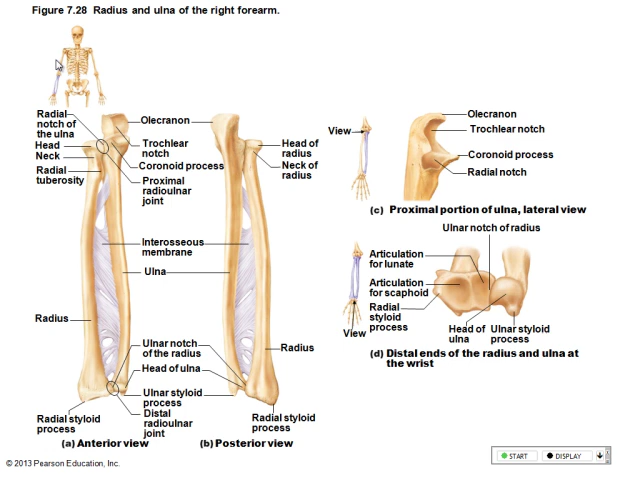 Figure 7.28 Radius and ulna of the right forearm.
Radial
notch of
the ulna
Head
Neck
Radial
tuberosity
Olecranon
Trochlear
notch
Coronoid process
Proximal
radioulnar
joint
Interosseous
membrane
Ulna
Radius
Ulnar notch
of the radius
Head of ulna
Ulnar styloid
process
Distal
radioulnar
joint
Radial styloid
process
(a) Anterior view
Head of
radius
Neck of
radius
Radius
Radial styloid
process
(b) Posterior view
View
Olecranon
Trochlear notch
Coronoid process
Radial notch
(c) Proximal portion of ulna, lateral view
Ulnar notch of radius
Articulation
for lunate
Articulation
for scaphoid
Radial
styloid
process
View
Head of
ulna
Ulnar styloid
process
(d) Distal ends of the radius and ulna at
the wrist
START
DISPLAY
© 2013 Pearson Education, Inc.